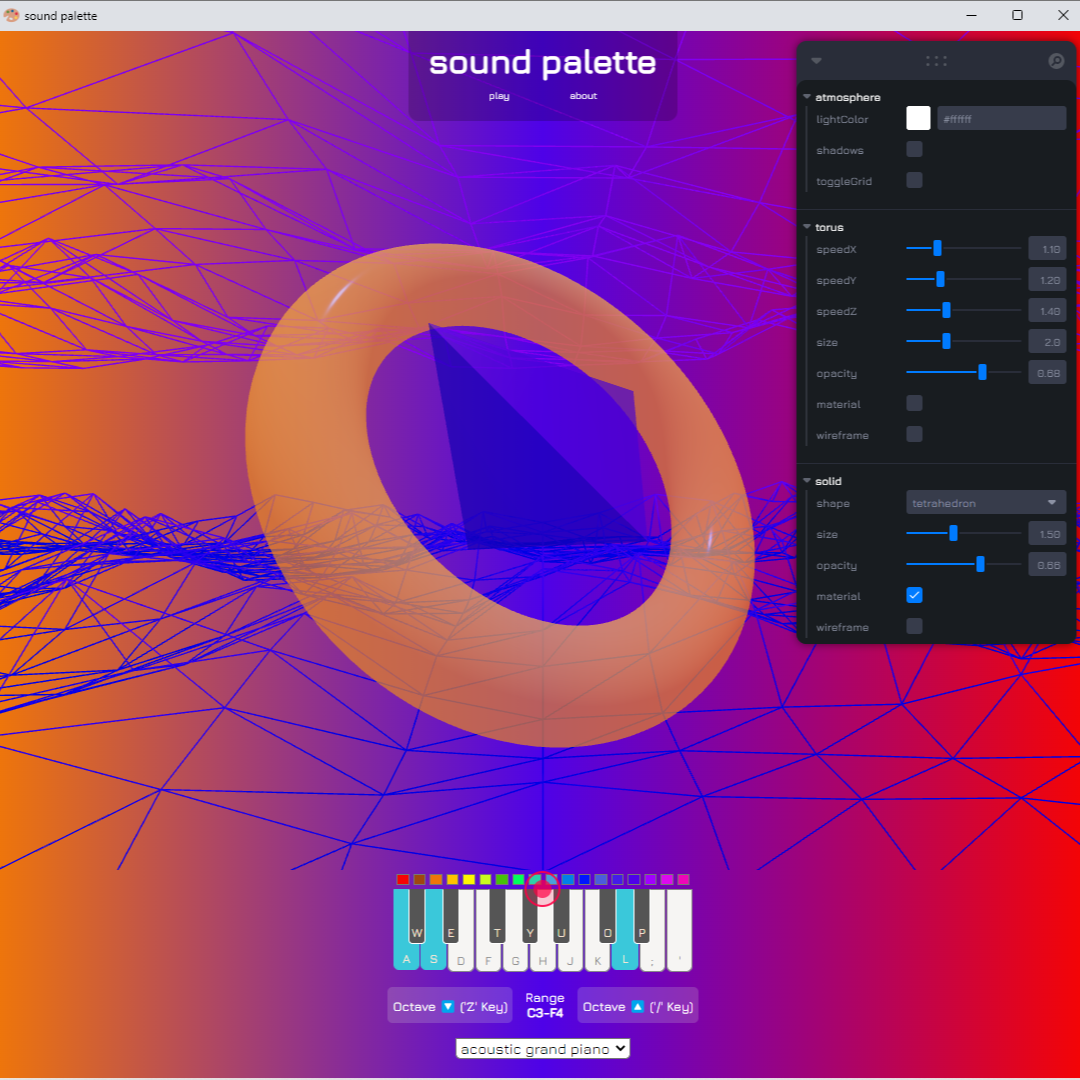 sound palette
sound palette
play about
atmosphere
lightColor #ffffff
shadows
toggleGrid
torus
speedX 1.10
speedY 1.20
speedZ 1.40
size 2.0
opacity 0.68
material
wireframe
solid
shape tetrahedron
size 1.50
opacity 0.66
material
wireframe
W E T Y U O P
A S D F G H J K L ; '
Octave 🔽 ('Z' Key)
Range
C3-F4
Octave 🔼 ('/' Key)
acoustic grand piano